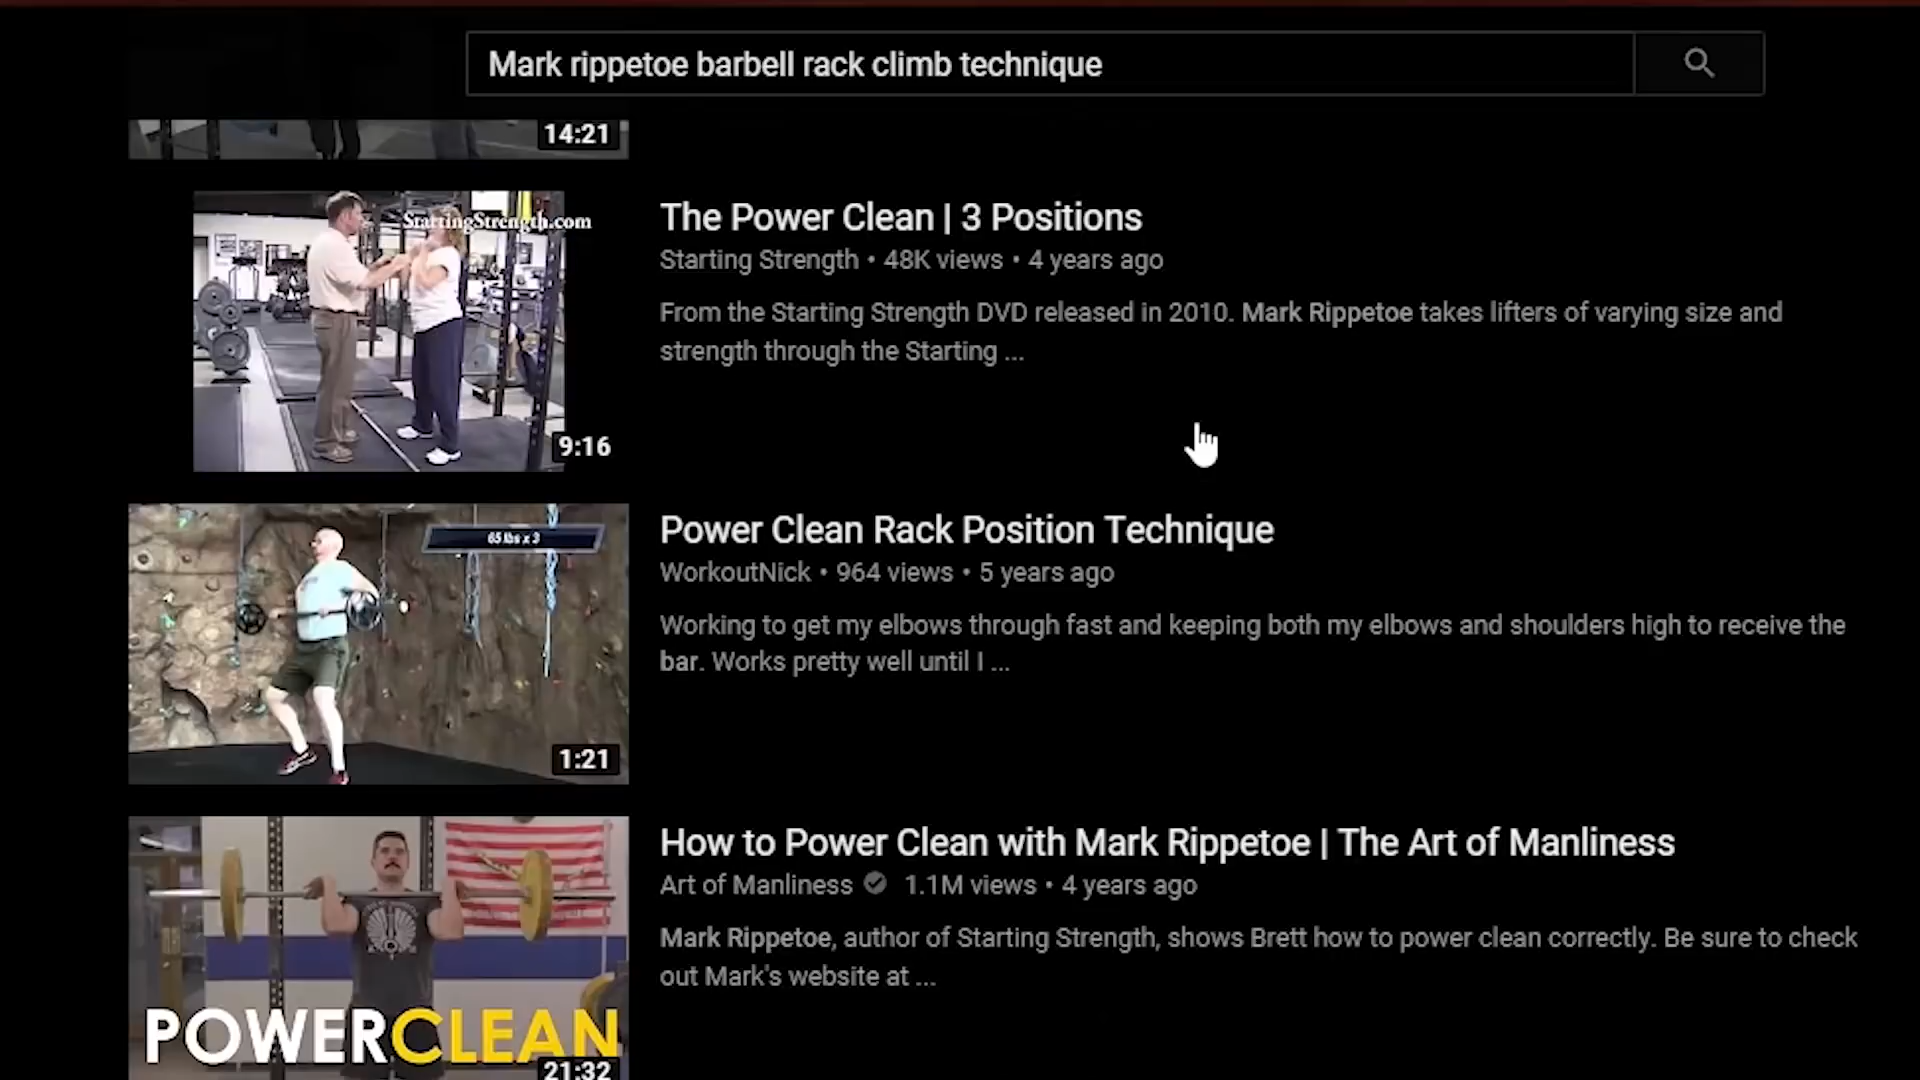 Mark rippetoe barbell rack climb technique
14:21
StartingStrength.com
9:16
The Power Clean | 3 Positions
Starting Strength • 48K views • 4 years ago
From the Starting Strength DVD released in 2010. Mark Rippetoe takes lifters of varying size and
strength through the Starting ...
65 lbs x 3
1:21
Power Clean Rack Position Technique
WorkoutNick • 964 views • 5 years ago
Working to get my elbows through fast and keeping both my elbows and shoulders high to receive the
bar. Works pretty well until I ...
POWERCLEAN
21:32
How to Power Clean with Mark Rippetoe | The Art of Manliness
Art of Manliness 1.1M views • 4 years ago
Mark Rippetoe, author of Starting Strength, shows Brett how to power clean correctly. Be sure to check
out Mark's website at ...